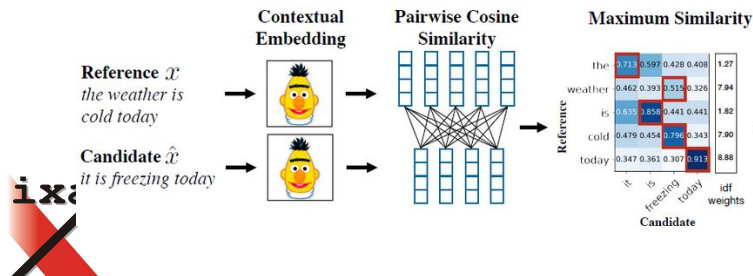 Contextual
Embedding
Pairwise Cosine
Similarity
Maximum Similarity
Reference x
the weather is
cold today
Candidate x̂
it is freezing today
Reference
the 0.713 0.597 0.428 0.408 1.27
weather 0.462 0.393 0.515 0.326 7.94
is 0.635 0.858 0.441 0.441 1.82
cold 0.479 0.454 0.796 0.343 7.90
today 0.347 0.361 0.307 0.913 8.88
it is freezing today
idf
weights
Candidate
ixa